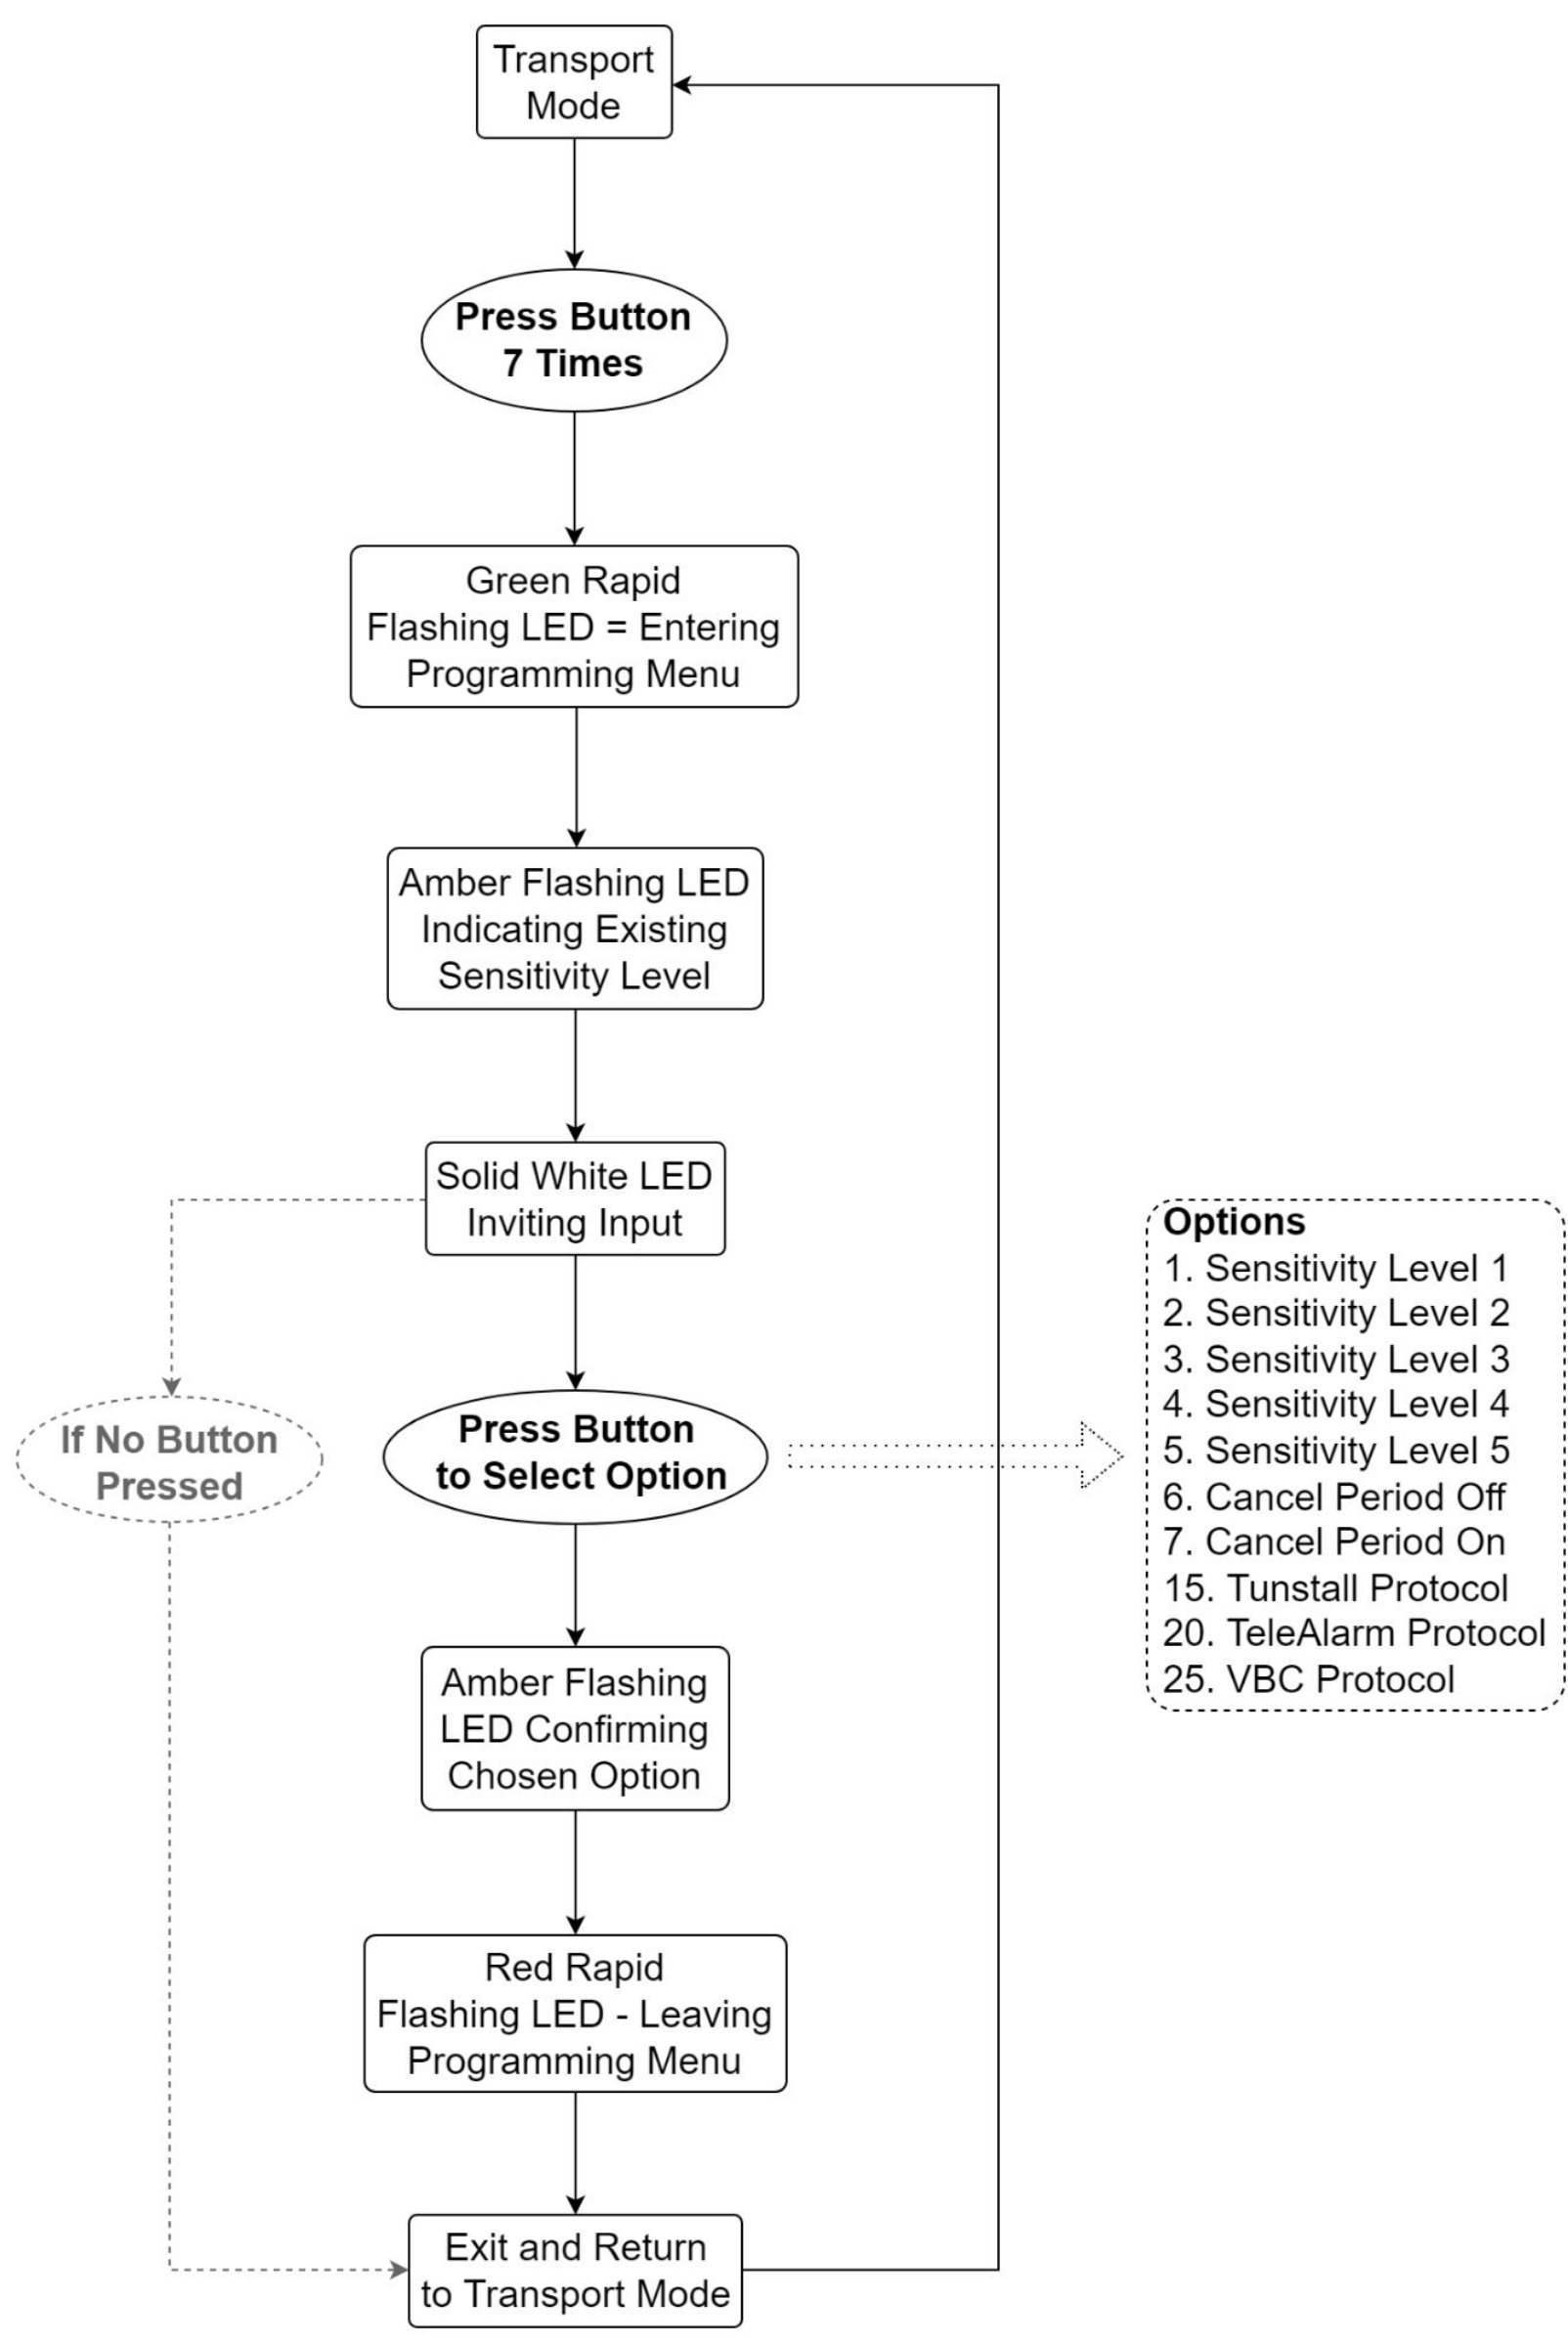 Transport
Mode
Press Button
7 Times
Green Rapid
Flashing LED = Entering
Programming Menu
Amber Flashing LED
Indicating Existing
Sensitivity Level
Solid White LED
Inviting Input
If No Button
Pressed
Press Button
to Select Option
Options
1. Sensitivity Level 1
2. Sensitivity Level 2
3. Sensitivity Level 3
4. Sensitivity Level 4
5. Sensitivity Level 5
6. Cancel Period Off
7. Cancel Period On
15. Tunstall Protocol
20. TeleAlarm Protocol
25. VBC Protocol
Amber Flashing
LED Confirming
Chosen Option
Red Rapid
Flashing LED - Leaving
Programming Menu
Exit and Return
to Transport Mode